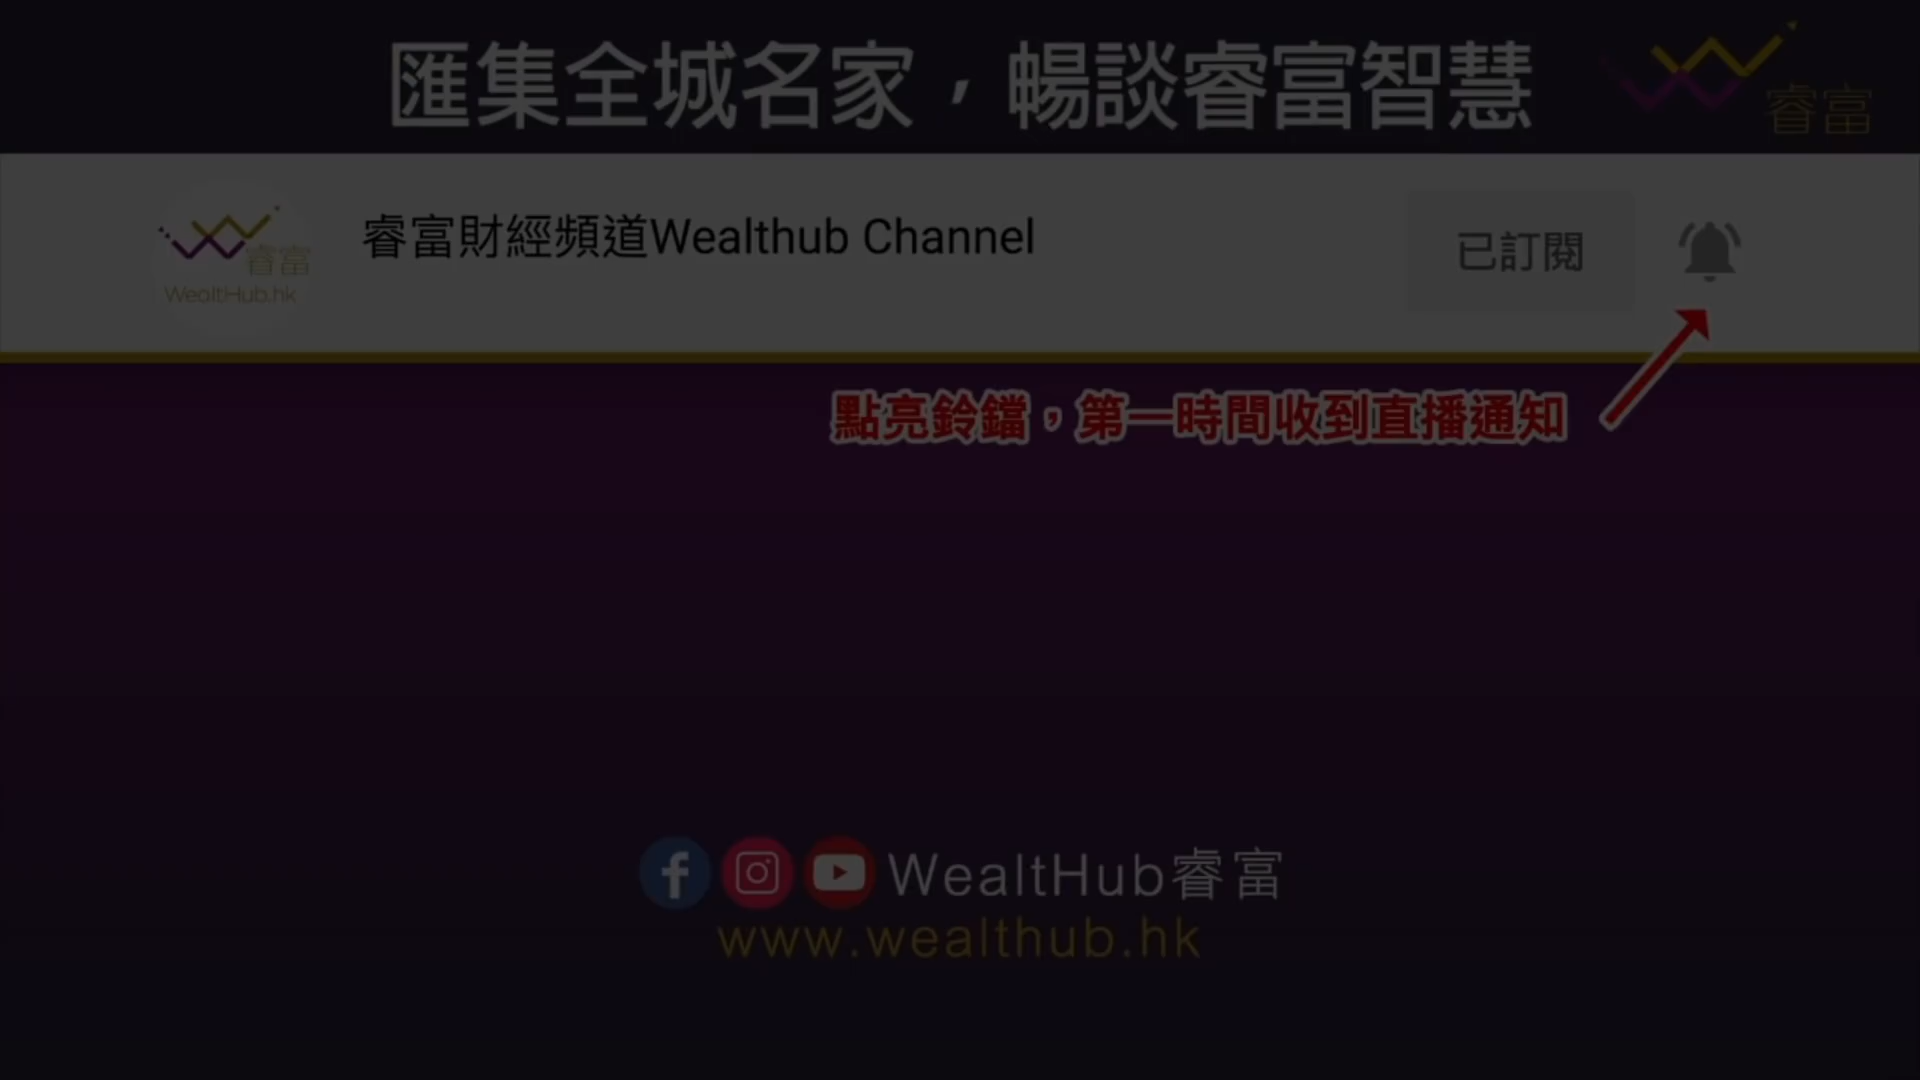 匯集全城名家，暢談睿富智慧
睿富
睿富財經頻道Wealthub Channel
睿富
WealtHub.hk
已訂閱
點亮鈴鐺，第一時間收到直播通知
WealtHub睿富
www.wealthub.hk